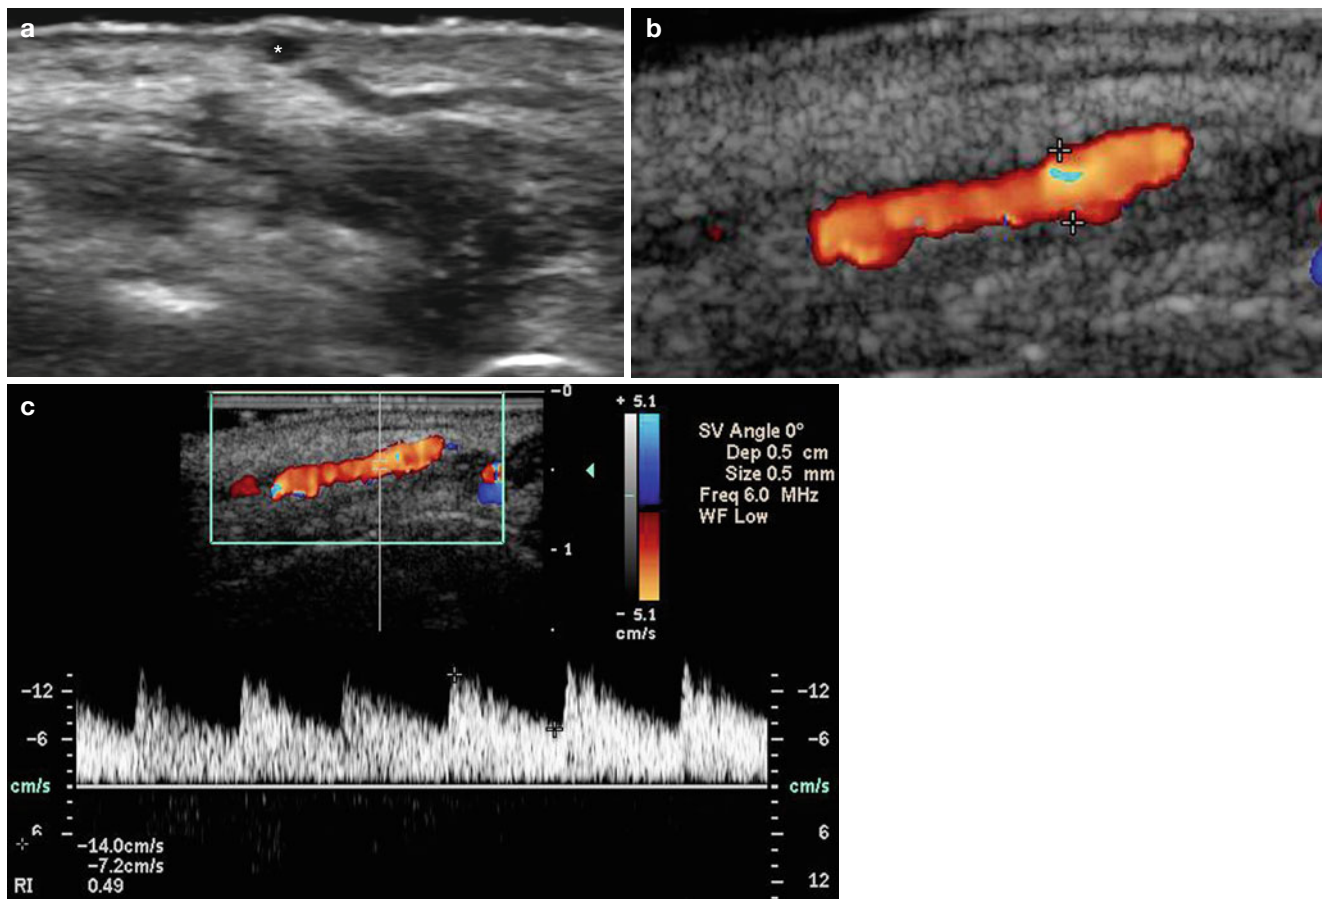 a
*
b
c
-0
-1
+ 5.1
- 5.1
cm/s
SV Angle 0°
Dep 0.5 cm
Size 0.5 mm
Freq 6.0 MHz
WF Low
-12
-6
cm/s
6
-14.0cm/s
-7.2cm/s
RI 0.49
-12
-6
cm/s
6
12